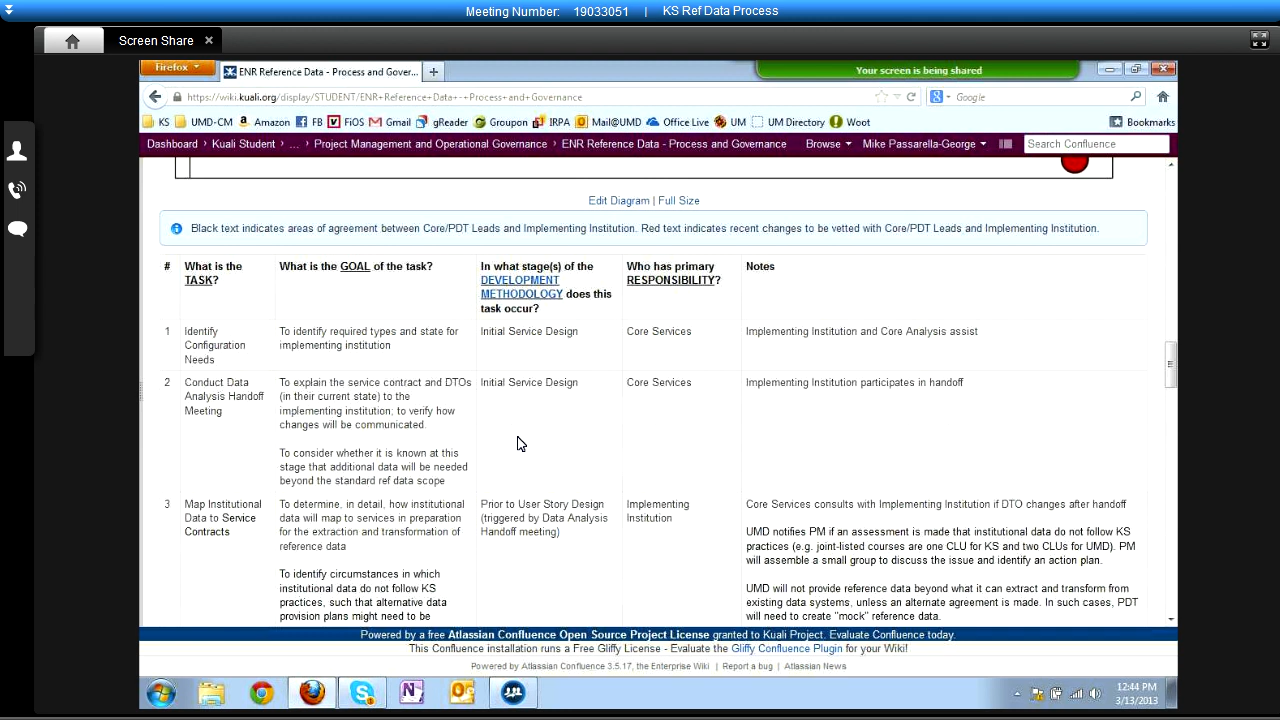 Meeting Number: 19033051 | KS Ref Data Process
Screen Share
Firefox
ENR Reference Data - Process and Gover...
Your screen is being shared
https://wiki.kuali.org/display/STUDENT/ENR+Reference+Data+-+Process+and+Governance
Google
KS UMD-CM Amazon FB FiOS Gmail gReader Groupon IRPA Mail@UMD Office Live UM UM Directory Woot Bookmarks
Dashboard > Kuali Student > ... > Project Management and Operational Governance > ENR Reference Data - Process and Governance Browse Mike Passarella-George Search Confluence
Edit Diagram | Full Size
Black text indicates areas of agreement between Core/PDT Leads and Implementing Institution. Red text indicates recent changes to be vetted with Core/PDT Leads and Implementing Institution.
# What is the TASK? What is the GOAL of the task? In what stage(s) of the DEVELOPMENT METHODOLOGY does this task occur? Who has primary RESPONSIBILITY? Notes
1 Identify Configuration Needs
To identify required types and state for
implementing institution
Initial Service Design
Core Services
Implementing Institution and Core Analysis assist
2 Conduct Data Analysis Handoff Meeting
To explain the service contract and DTOs
(in their current state) to the
implementing institution; to verify how
changes will be communicated.
To consider whether it is known at this
stage that additional data will be needed
beyond the standard ref data scope
Initial Service Design
Core Services
Implementing Institution participates in handoff
3 Map Institutional Data to Service Contracts
To determine, in detail, how institutional
data will map to services in preparation
for the extraction and transformation of
reference data
To identify circumstances in which
institutional data do not follow KS
practices, such that alternative data
provision plans might need to be
Prior to User Story Design
(triggered by Data Analysis
Handoff meeting)
Implementing
Institution
Core Services consults with Implementing Institution if DTO changes after handoff
UMD notifies PM if an assessment is made that institutional data do not follow KS
practices (e.g. joint-listed courses are one CLU for KS and two CLUs for UMD). PM
will assemble a small group to discuss the issue and identify an action plan.
UMD will not provide reference data beyond what it can extract and transform from
existing data systems, unless an alternate agreement is made. In such cases, PDT
will need to create "mock" reference data.
Powered by a free Atlassian Confluence Open Source Project License granted to Kuali Project. Evaluate Confluence today.
This Confluence installation runs a Free Gliffy License - Evaluate the Gliffy Confluence Plugin for your Wiki!
Powered by Atlassian Confluence 3.5.17, the Enterprise Wiki | Report a bug | Atlassian News
12:44 PM
3/13/2013